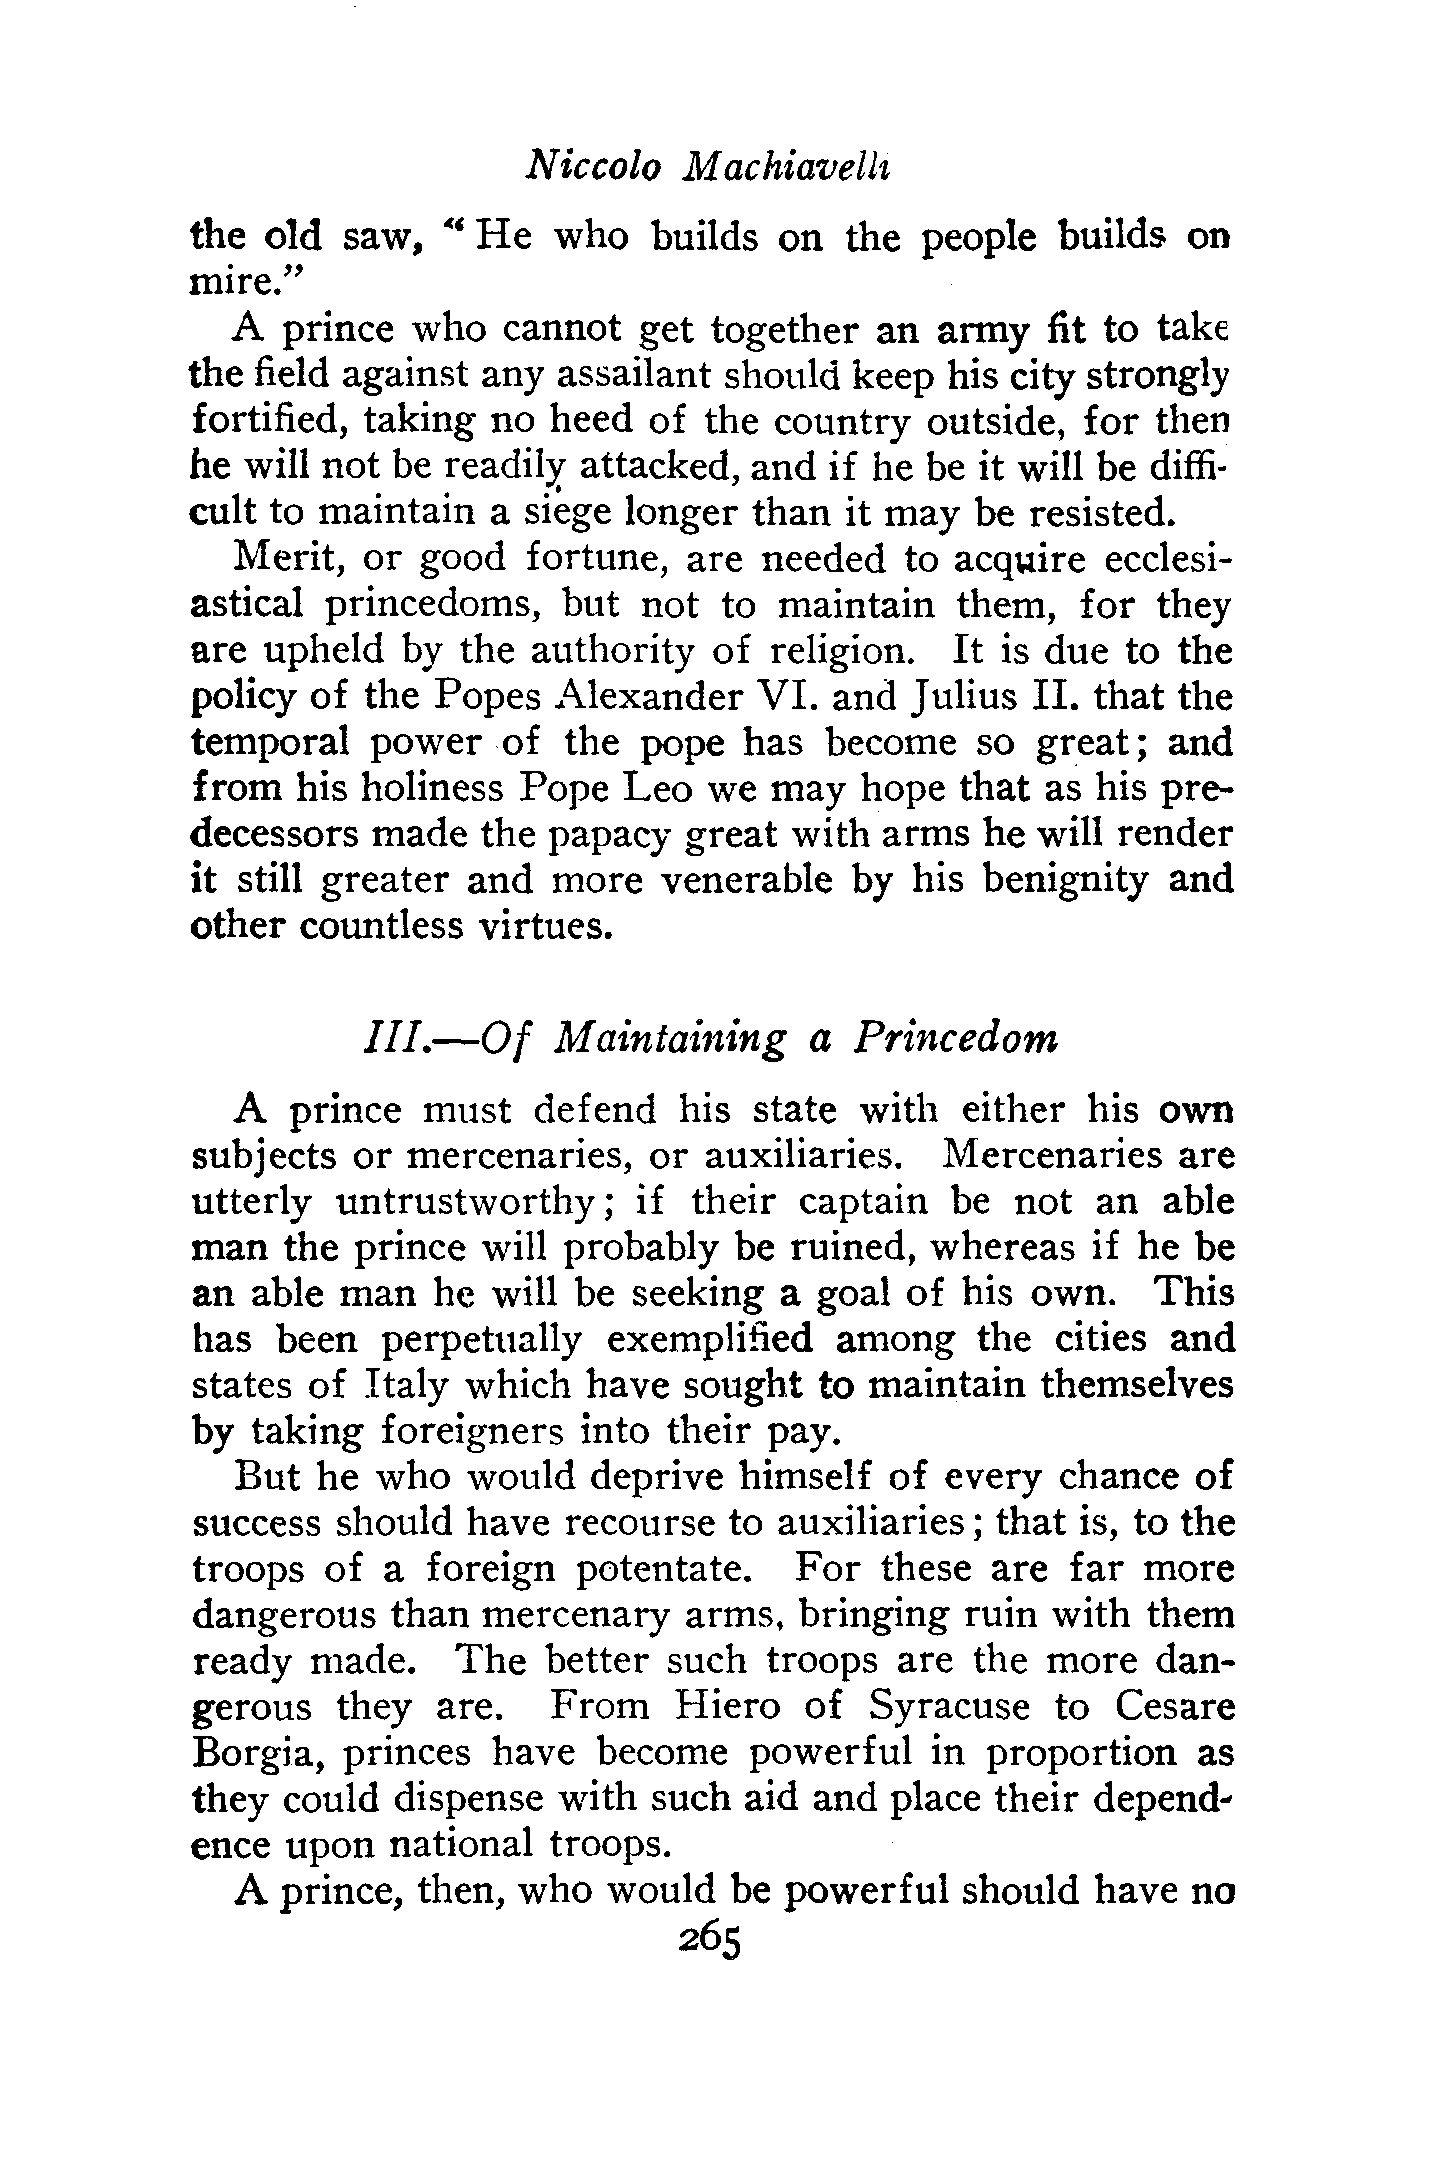 Niccolo Machiavelli
the old saw, “ He who builds on the people builds on
mire.”
A prince who cannot get together an army fit to take
the field against any assailant should keep his city strongly
fortified, taking no heed of the country outside, for then
he will not be readily attacked, and if he be it will be diffi-
cult to maintain a siege longer than it may be resisted.
Merit, or good fortune, are needed to acquire ecclesi-
astical princedoms, but not to maintain them, for they
are upheld by the authority of religion. It is due to the
policy of the Popes Alexander VI. and Julius II. that the
temporal power of the pope has become so great; and
from his holiness Pope Leo we may hope that as his pre-
decessors made the papacy great with arms he will render
it still greater and more venerable by his benignity and
other countless virtues.
III.—Of Maintaining a Princedom
A prince must defend his state with either his own
subjects or mercenaries, or auxiliaries. Mercenaries are
utterly untrustworthy; if their captain be not an able
man the prince will probably be ruined, whereas if he be
an able man he will be seeking a goal of his own. This
has been perpetually exemplified among the cities and
states of Italy which have sought to maintain themselves
by taking foreigners into their pay.
But he who would deprive himself of every chance of
success should have recourse to auxiliaries; that is, to the
troops of a foreign potentate. For these are far more
dangerous than mercenary arms, bringing ruin with them
ready made. The better such troops are the more dan-
gerous they are. From Hiero of Syracuse to Cesare
Borgia, princes have become powerful in proportion as
they could dispense with such aid and place their depend-
ence upon national troops.
A prince, then, who would be powerful should have no
265